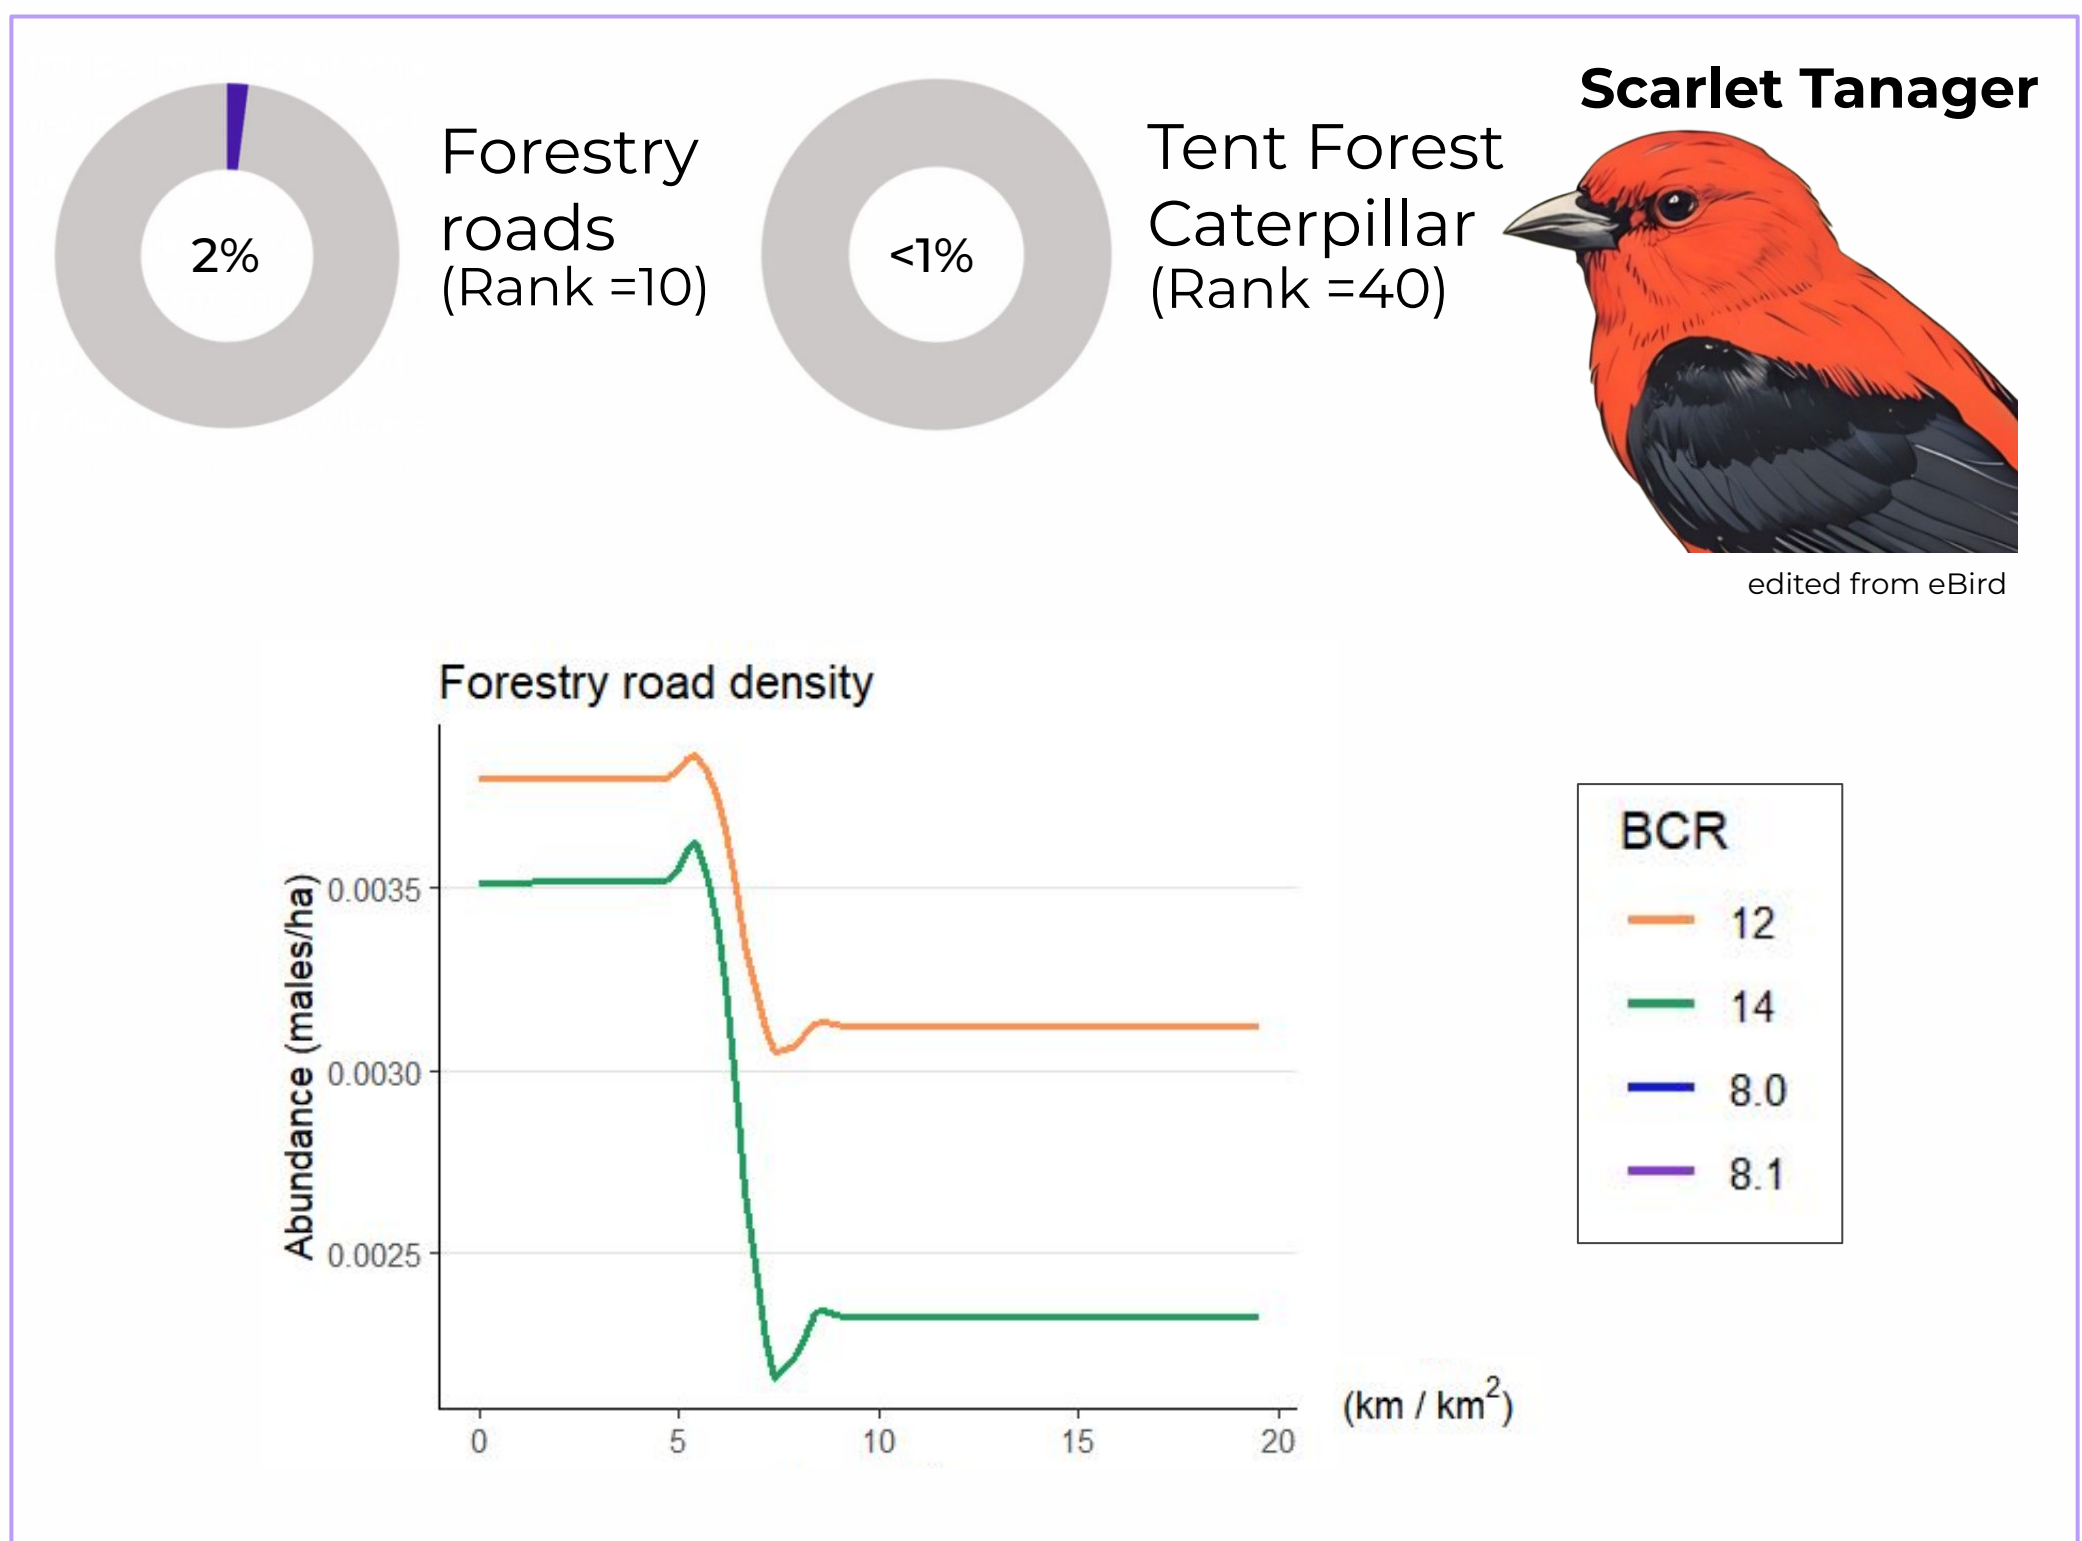 Scarlet Tanager
2%
Forestry
roads
(Rank =10)
<1%
Tent Forest
Caterpillar
(Rank =40)
edited from eBird
Forestry road density
Abundance (males/ha)
0.0035
0.0030
0.0025
0 5 10 15 20
(km / km²)
BCR
12
14
8.0
8.1